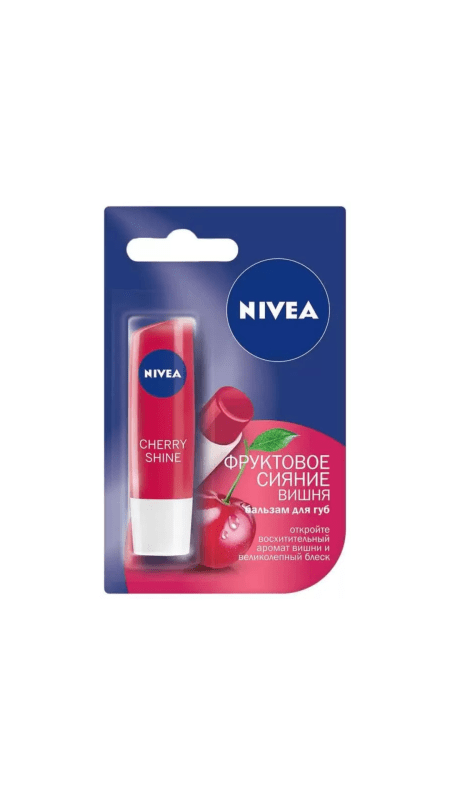 NIVEA
NIVEA
CHERRY
SHINE
ФРУКТОВОЕ
СИЯНИЕ
ВИШНЯ
бальзам для губ
откройте
восхитительный
аромат вишни и
великолепный блеск